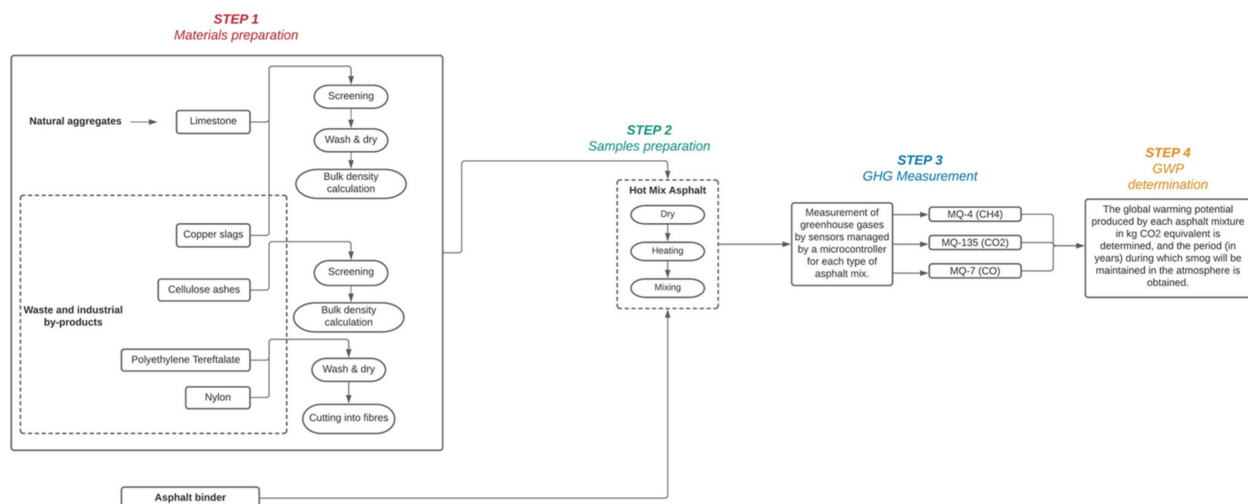 STEP 1
Materials preparation
Natural aggregates
Limestone
Screening
Wash & dry
Bulk density
calculation
Copper slags
Cellulose ashes
Screening
Bulk density
calculation
Waste and industrial
by-products
Polyethylene Tereftalate
Nylon
Wash & dry
Cutting into fibres
Asphalt binder
STEP 2
Samples preparation
Hot Mix Asphalt
Dry
Heating
Mixing
STEP 3
GHG Measurement
Measurement of
greenhouse gases
by sensors managed
by a microcontroller
for each type of
asphalt mix.
MQ-4 (CH4)
MQ-135 (CO2)
MQ-7 (CO)
STEP 4
GWP
determination
The global warming potential
produced by each asphalt mixture
in kg CO2 equivalent is
determined, and the period (in
years) during which smog will be
maintained in the atmosphere is
obtained.